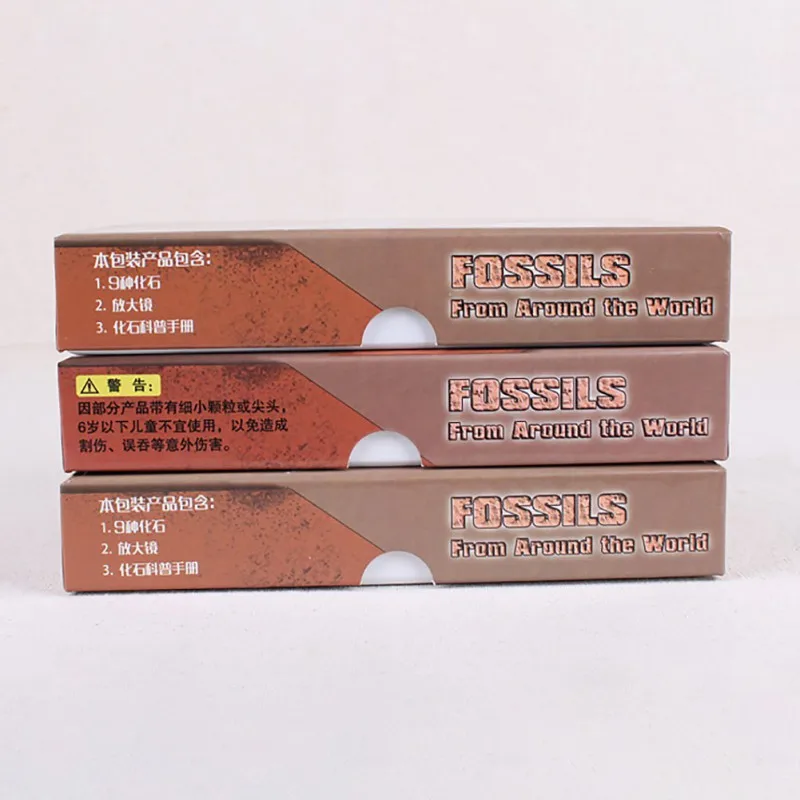 本包装产品包含：
1. 9种化石
2. 放大镜
3. 化石科普手册
FOSSILS
From Around the World
警 告：
因部分产品带有细小颗粒或尖头，
6岁以下儿童不宜使用，以免造成
割伤、误吞等意外伤害。
FOSSILS
From Around the World
本包装产品包含：
1. 9种化石
2. 放大镜
3. 化石科普手册
FOSSILS
From Around the World